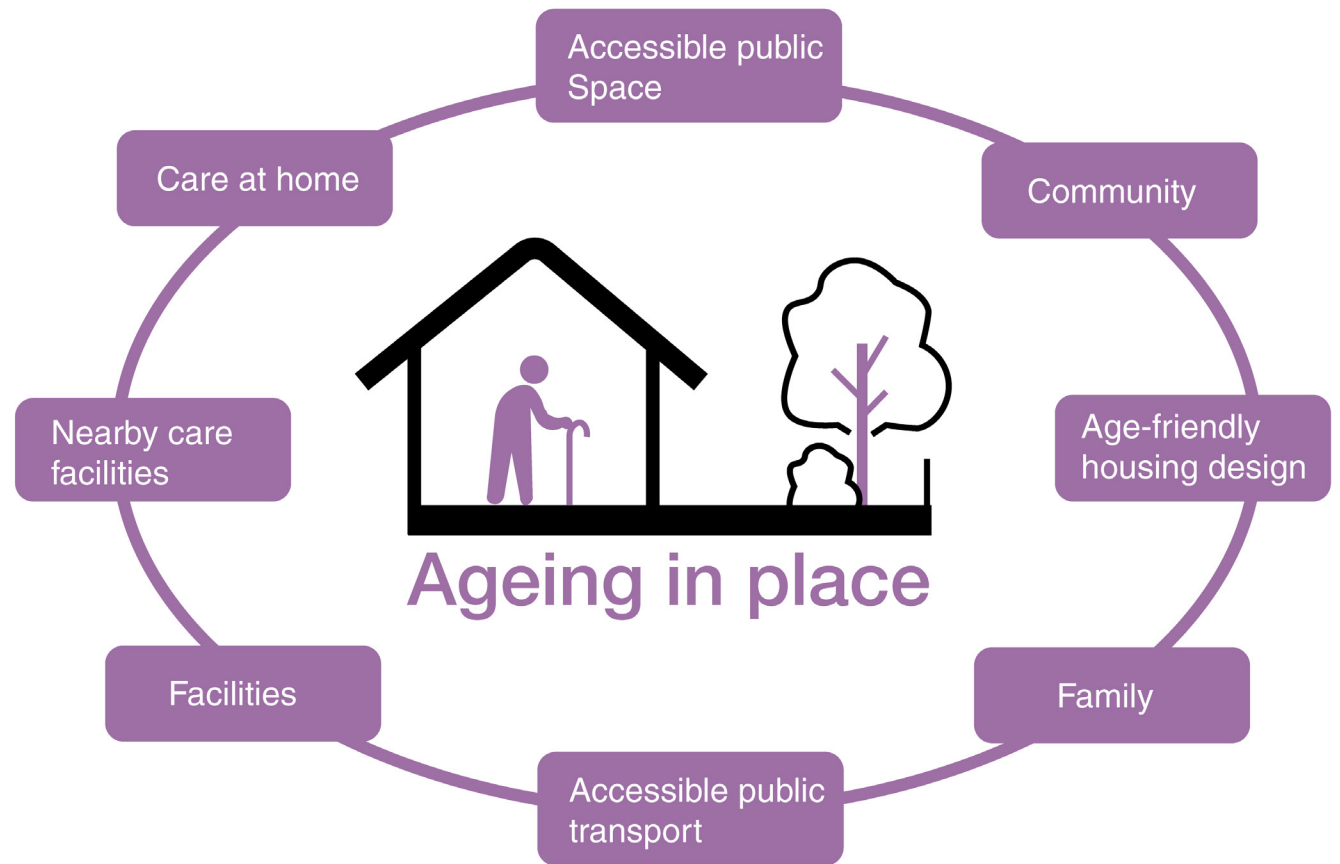 Accessible public
Space
Care at home
Community
Nearby care
facilities
Age-friendly
housing design
Ageing in place
Facilities
Family
Accessible public
transport